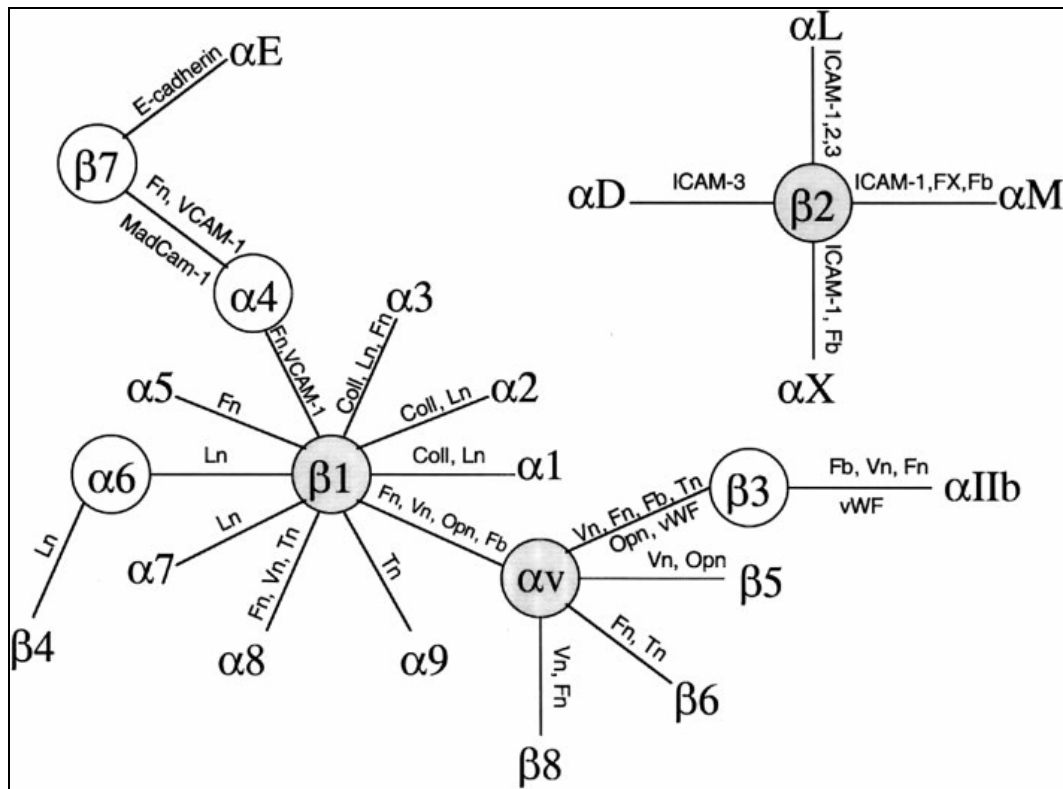 αE
E-cadherin
β7
Fn, VCAM-1
MadCam-1
α4
Fn,VCAM-1
α3
Coll, Ln, Fn
α5
Fn
α2
Coll, Ln
α6
Ln
β1
Coll, Ln
α1
Ln
β4
Ln
α7
Fn, Vn, Tn
α8
Tn
α9
Fn, Vn, Opn, Fb
αv
Vn, Fn, Fb, Tn
Opn, vWF
β3
Fb, Vn, Fn
vWF
αIIb
Vn, Opn
β5
Fn, Tn
β6
Vn, Fn
β8
αL
ICAM-1,2,3
αD
ICAM-3
β2
ICAM-1,FX,Fb
αM
ICAM-1, Fb
αX